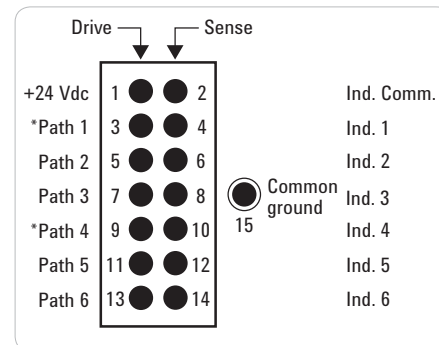 Drive Sense
+24 Vdc 1 2 Ind. Comm.
*Path 1 3 4 Ind. 1
Path 2 5 6 Ind. 2
Path 3 7 8 Common ground Ind. 3
*Path 4 9 10 15 Ind. 4
Path 5 11 12 Ind. 5
Path 6 13 14 Ind. 6